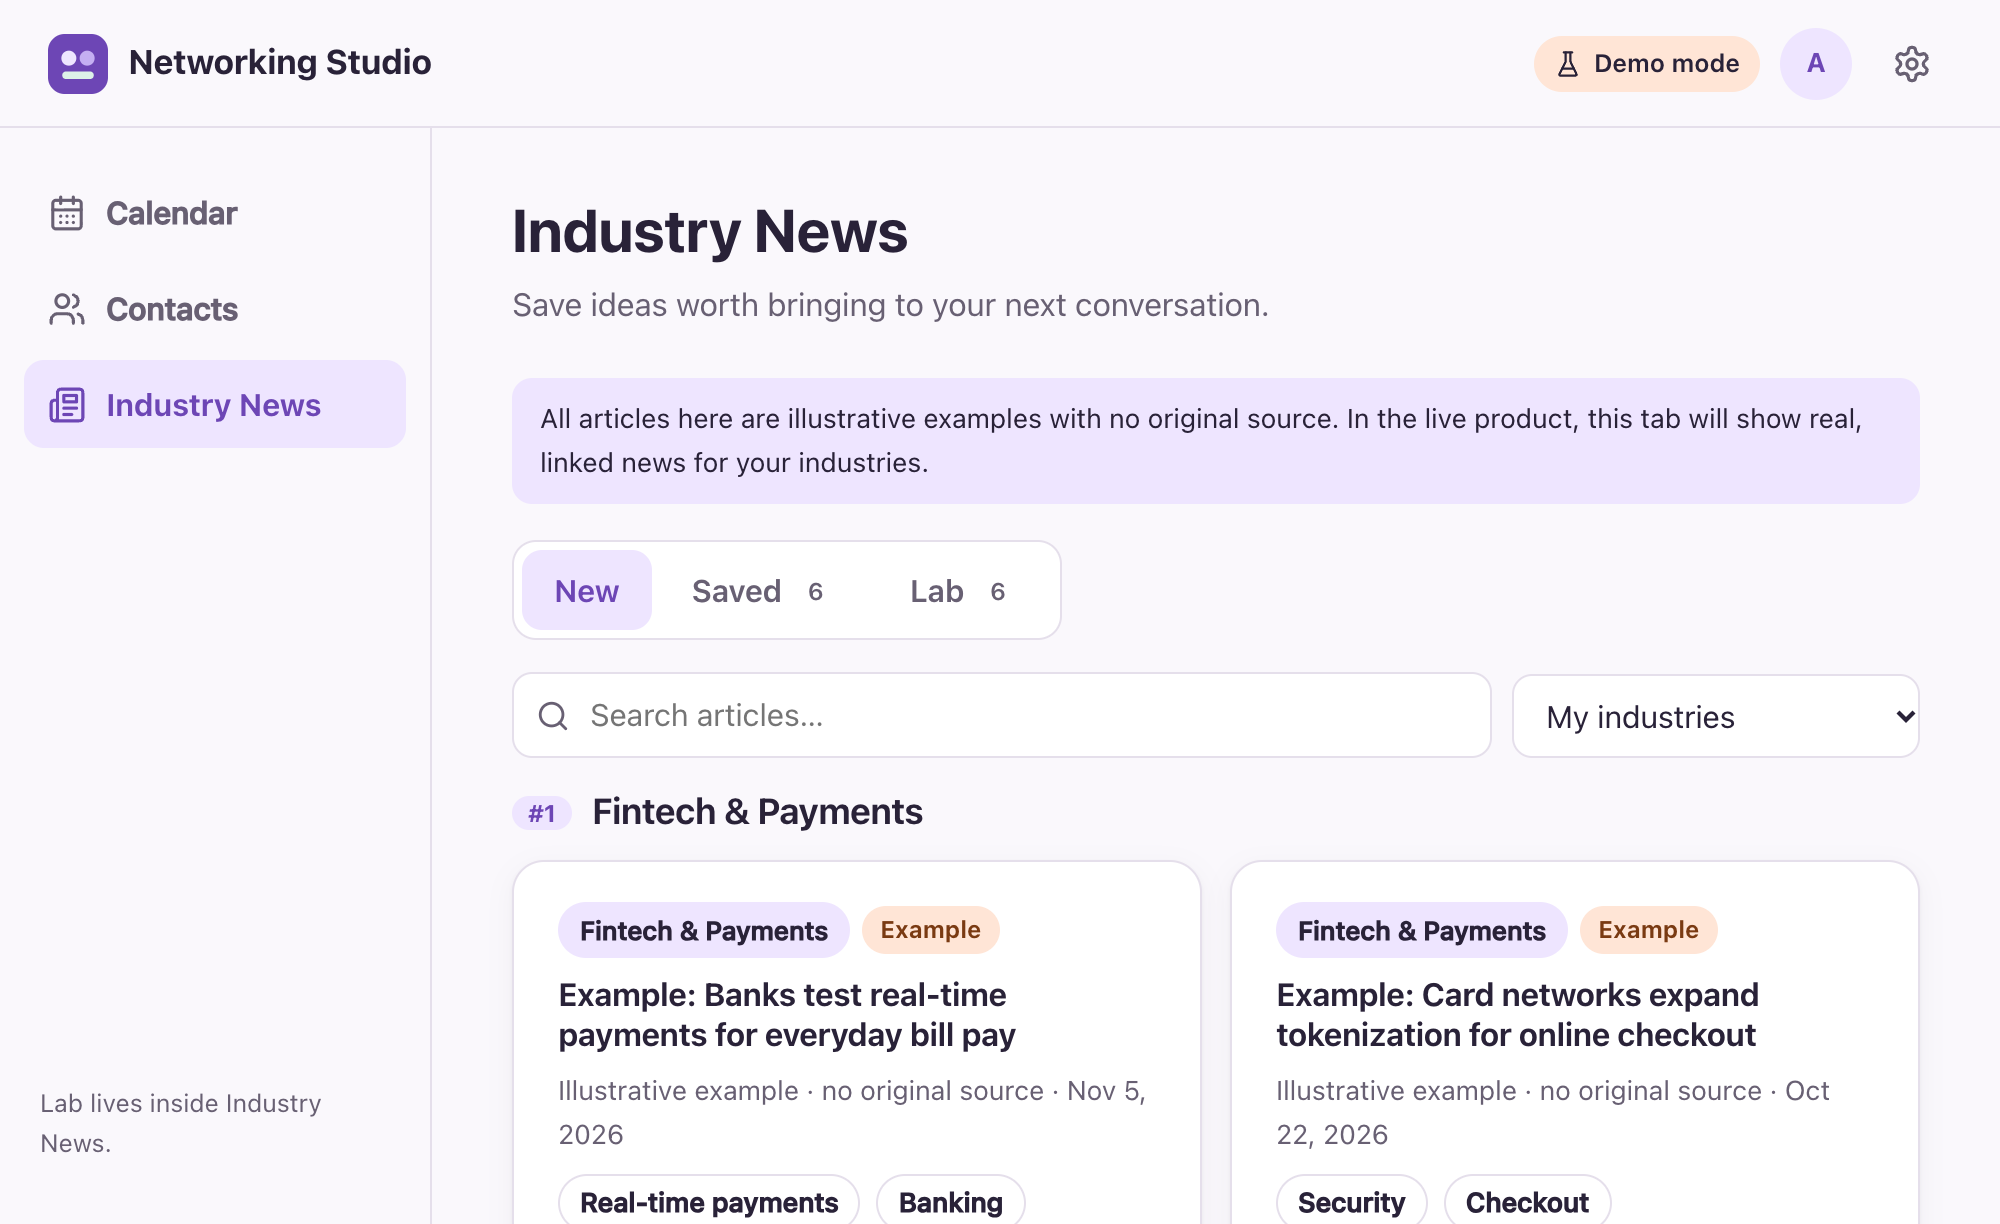 Networking Studio
Demo mode
A
Calendar
Contacts
Industry News
Lab lives inside Industry
News.
Industry News
Save ideas worth bringing to your next conversation.
All articles here are illustrative examples with no original source. In the live product, this tab will show real,
linked news for your industries.
New Saved 6 Lab 6
Search articles...
My industries
#1 Fintech & Payments
Fintech & Payments Example
Example: Banks test real-time
payments for everyday bill pay
Illustrative example · no original source · Nov 5,
2026
Real-time payments Banking
Fintech & Payments Example
Example: Card networks expand
tokenization for online checkout
Illustrative example · no original source · Oct
22, 2026
Security Checkout